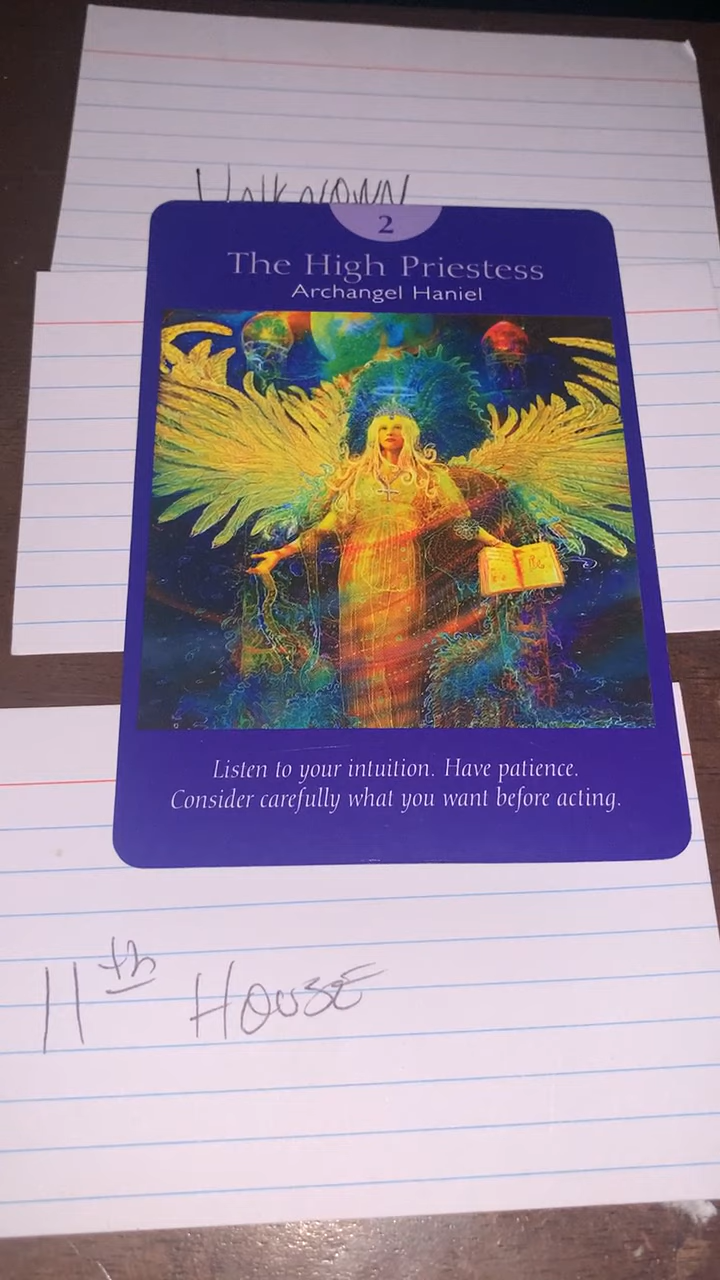 Unknown
2
The High Priestess
Archangel Haniel
Listen to your intuition. Have patience.
Consider carefully what you want before acting.
11th House